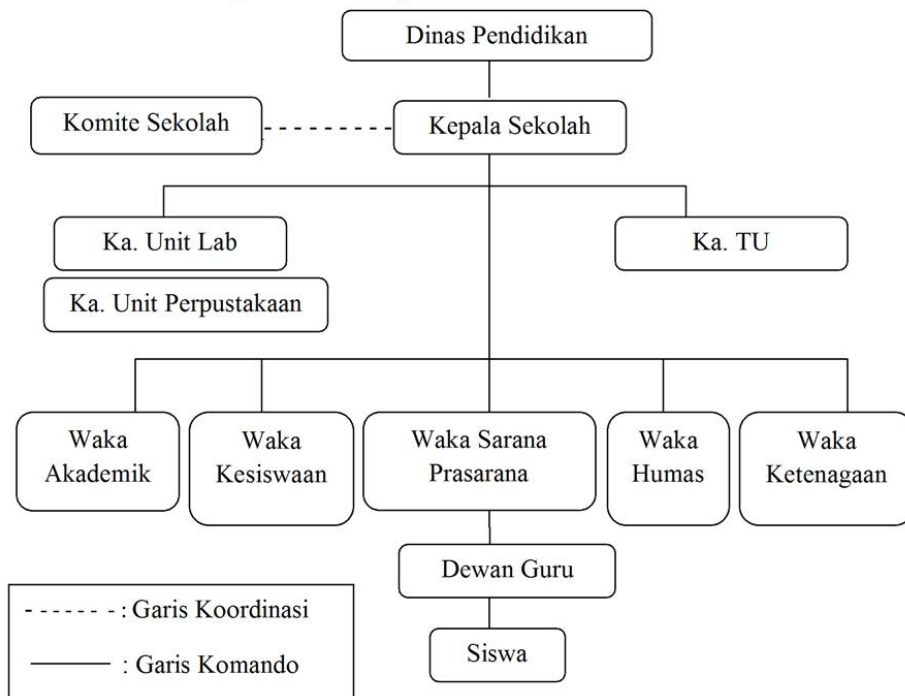 Dinas Pendidikan
Komite Sekolah
Kepala Sekolah
Ka. Unit Lab
Ka. TU
Ka. Unit Perpustakaan
Waka
Akademik
Waka
Kesiswaan
Waka Sarana
Prasarana
Waka
Humas
Waka
Ketenagaan
Dewan Guru
Siswa
: Garis Koordinasi
: Garis Komando